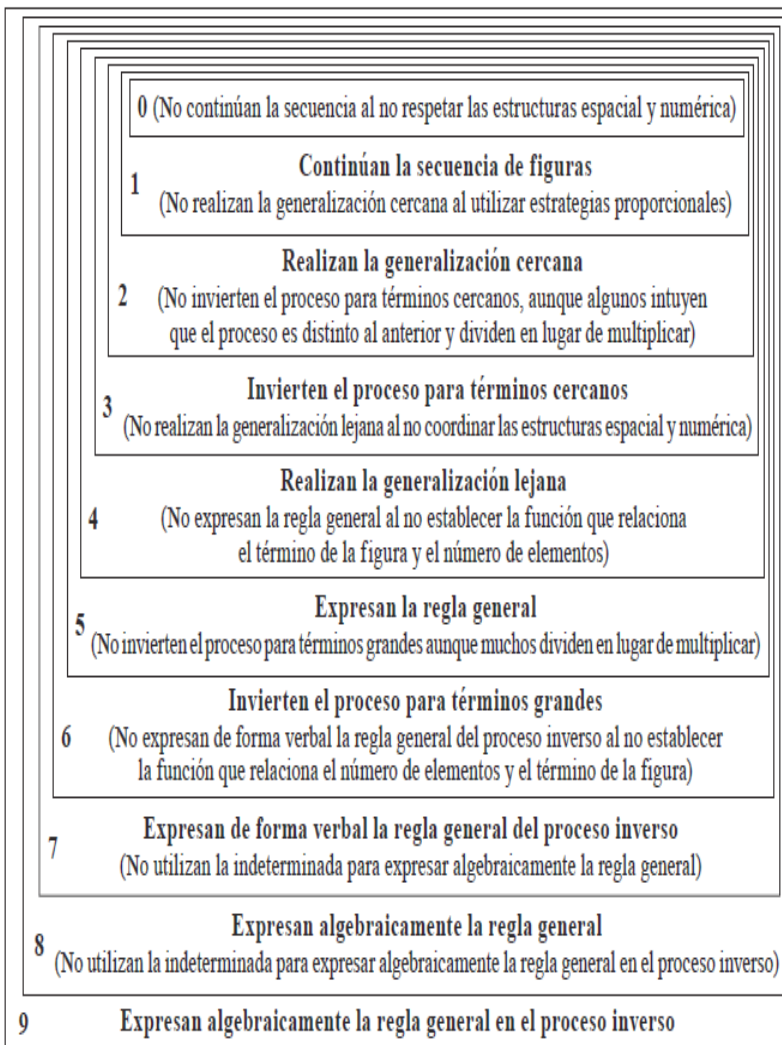 0 (No continúan la secuencia al no respetar las estructuras espacial y numérica)
Continúan la secuencia de figuras
1
(No realizan la generalización cercana al utilizar estrategias proporcionales)
Realizan la generalización cercana
2 (No invierten el proceso para términos cercanos, aunque algunos intuyen
que el proceso es distinto al anterior y dividen en lugar de multiplicar)
Invierten el proceso para términos cercanos
3
(No realizan la generalización lejana al no coordinar las estructuras espacial y numérica)
Realizan la generalización lejana
4 (No expresan la regla general al no establecer la función que relaciona
el término de la figura y el número de elementos)
Expresan la regla general
5
(No invierten el proceso para términos grandes aunque muchos dividen en lugar de multiplicar)
Invierten el proceso para términos grandes
6 (No expresan de forma verbal la regla general del proceso inverso al no establecer
la función que relaciona el número de elementos y el término de la figura)
Expresan de forma verbal la regla general del proceso inverso
7
(No utilizan la indeterminada para expresar algebraicamente la regla general)
Expresan algebraicamente la regla general
8
(No utilizan la indeterminada para expresar algebraicamente la regla general en el proceso inverso)
9 Expresan algebraicamente la regla general en el proceso inverso